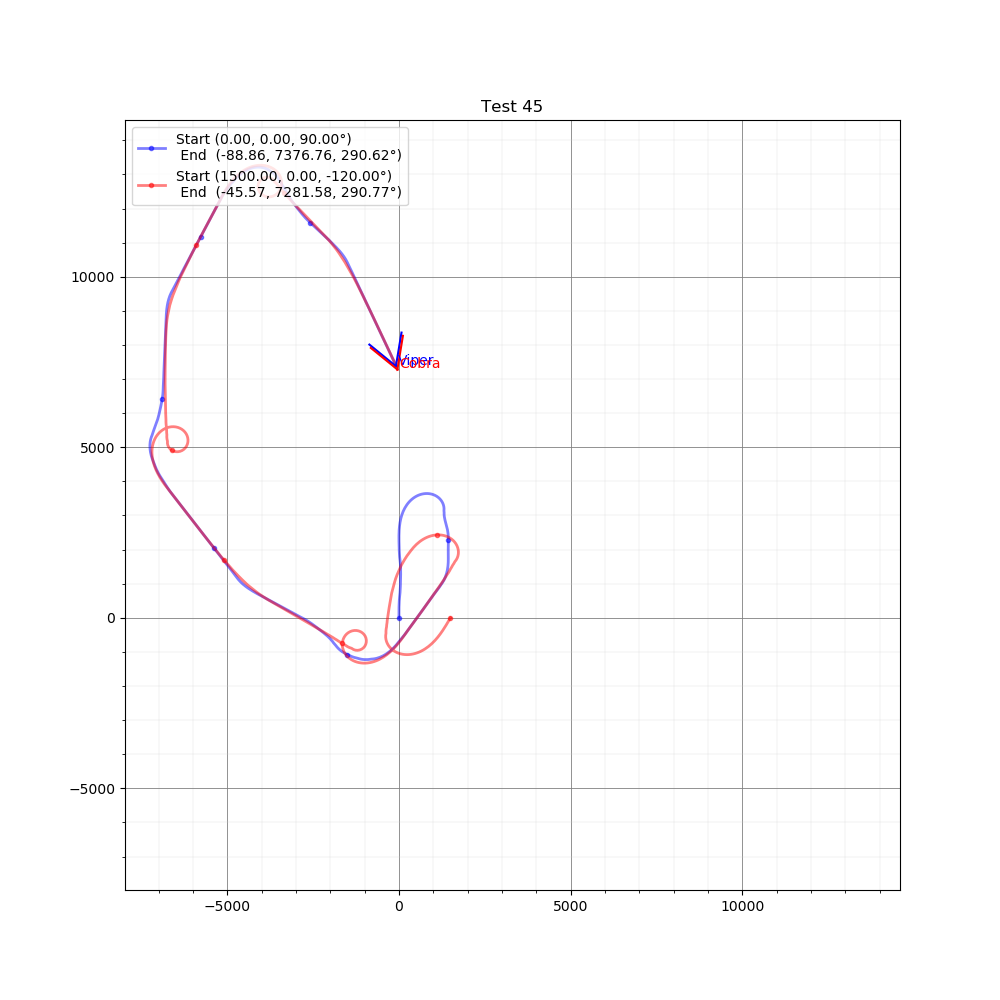 Test 45
Start (0.00, 0.00, 90.00°)
End (-88.86, 7376.76, 290.62°)
Start (1500.00, 0.00, -120.00°)
End (-45.57, 7281.58, 290.77°)
10000
5000
0
−5000
Viper
Cobra
−5000
0
5000
10000